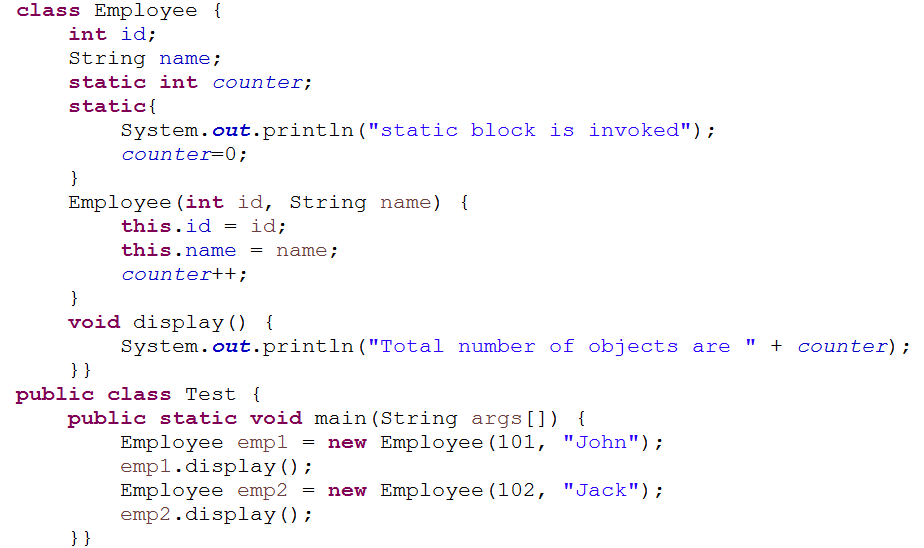 class Employee {
    int id;
    String name;
    static int counter;
    static{
        System.out.println("static block is invoked");
        counter=0;
    }
    Employee(int id, String name) {
        this.id = id;
        this.name = name;
        counter++;
    }
    void display() {
        System.out.println("Total number of objects are " + counter);
    }}
public class Test {
    public static void main(String args[]) {
        Employee emp1 = new Employee(101, "John");
        emp1.display();
        Employee emp2 = new Employee(102, "Jack");
        emp2.display();
    }}